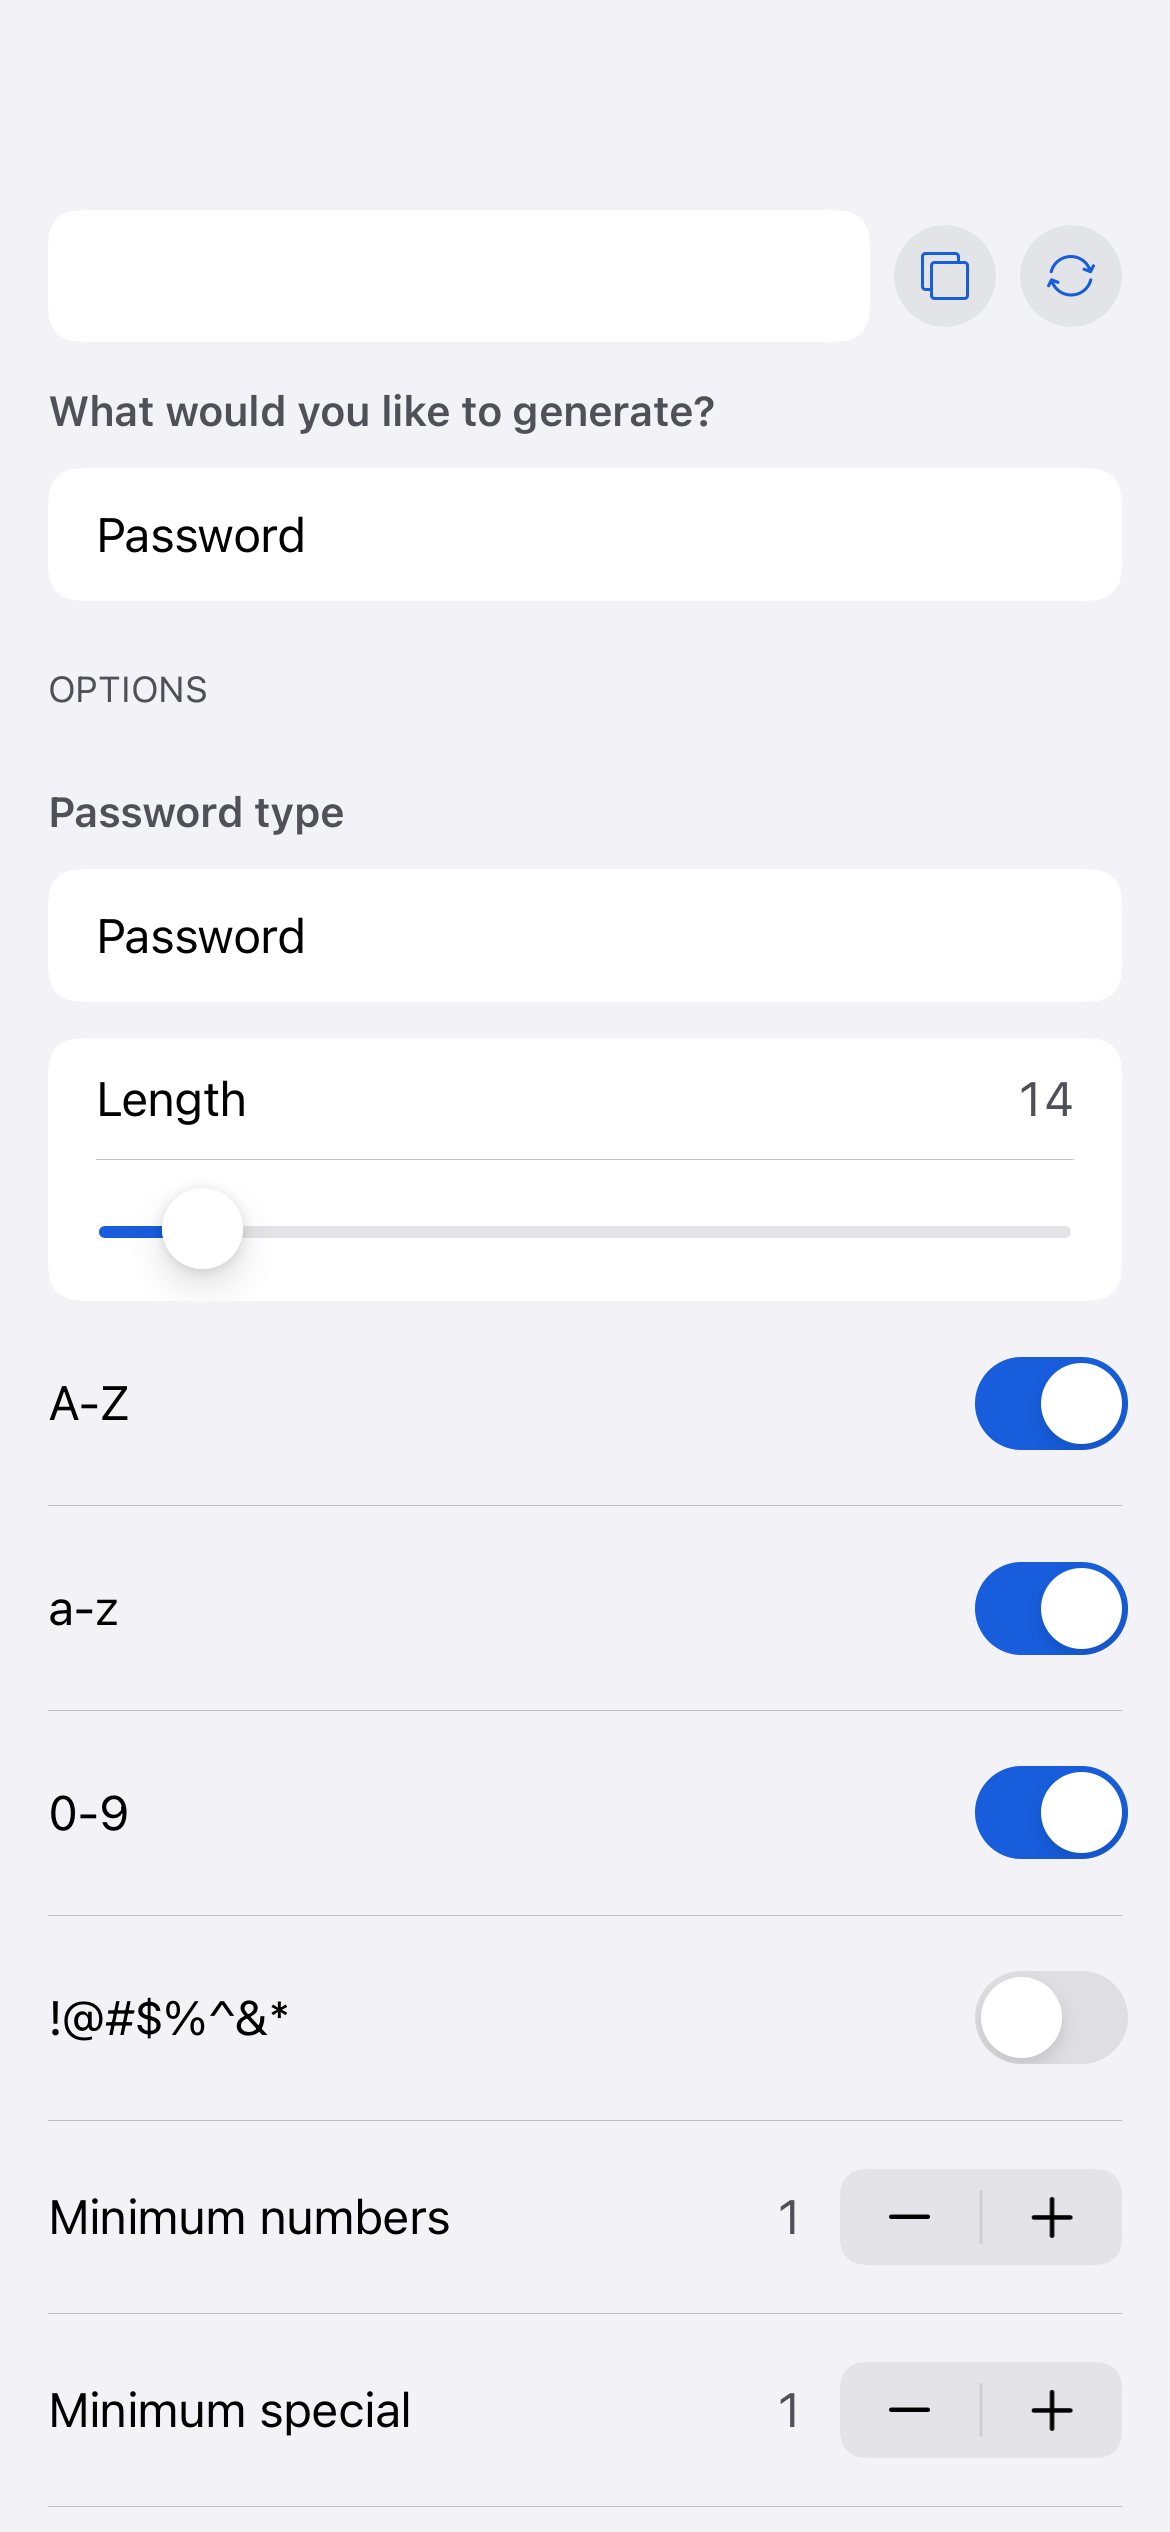 What would you like to generate?
Password
OPTIONS
Password type
Password
Length 14
A-Z
a-z
0-9
!@#$%^&*
Minimum numbers 1
Minimum special 1